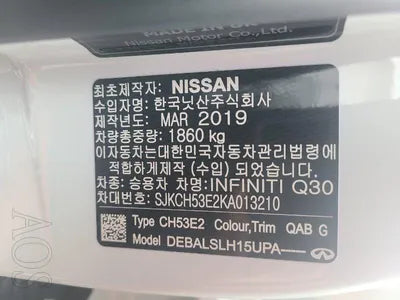 MADE IN UK
Nissan Motor Co.,Ltd.
최초제작자: NISSAN
수입자명: 한국닛산주식회사
제작년도: MAR 2019
차량총중량: 1860 kg
이자동차는대한민국자동차관리법령에
적합하게제작 (수입) 되었습니다
차종: 승용차 차명:INFINITI Q30
차대번호: SJKCH53E2KA013210
Type CH53E2 Colour,Trim QAB G
Model DEBALSLH15UPA
AOS